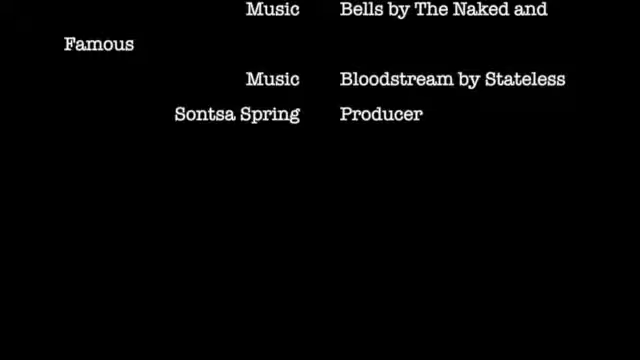 Music Bells by The Naked and
Famous
Music Bloodstream by Stateless
Sontsa Spring Producer